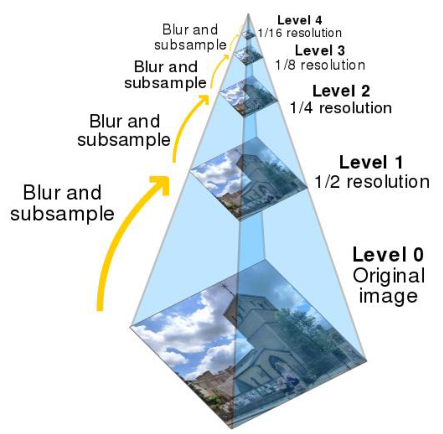 Level 4
1/16 resolution
Blur and
subsample
Level 3
1/8 resolution
Blur and
subsample
Level 2
1/4 resolution
Blur and
subsample
Level 1
1/2 resolution
Blur and
subsample
Level 0
Original
image